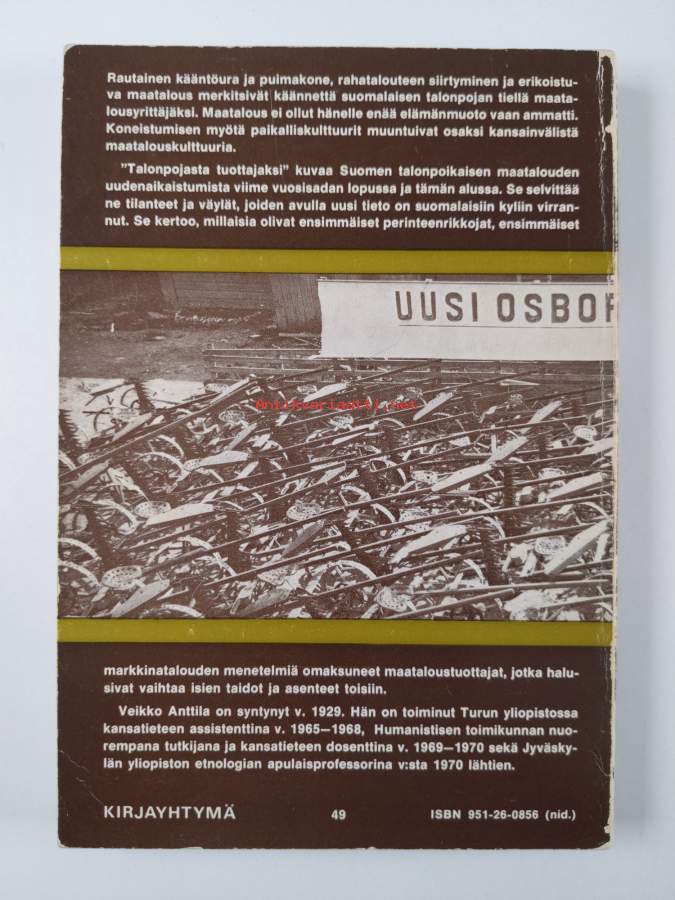 Rautainen kääntöura ja puimakone, rahatalouteen siirtyminen ja erikoistu-
va maatalous merkitsivät käännettä suomalaisen talonpojan tiellä maata-
lousyrittäjäksi. Maatalous ei ollut hänelle enää elämänmuoto vaan ammatti.
Koneistumisen myötä paikalliskulttuurit muuntuivat osaksi kansainvälistä
maatalouskulttuuria.
"Talonpojasta tuottajaksi" kuvaa Suomen talonpoikaisen maatalouden
uudenaikaistumista viime vuosisadan lopussa ja tämän alussa. Se selvittää
ne tilanteet ja väylät, joiden avulla uusi tieto on suomalaisiin kyliin virran-
nut. Se kertoo, millaisia olivat ensimmäiset perinteenrikkojat, ensimmäiset
UUSI OSBOR
Antikvariaatti.net
markkinatalouden menetelmiä omaksuneet maataloustuottajat, jotka halu-
sivat vaihtaa isien taidot ja asenteet toisiin.
Veikko Anttila on syntynyt v. 1929. Hän on toiminut Turun yliopistossa
kansatieteen assistenttina v. 1965—1968, Humanistisen toimikunnan nuo-
rempana tutkijana ja kansatieteen dosenttina v. 1969—1970 sekä Jyväsky-
län yliopiston etnologian apulaisprofessorina v:sta 1970 lähtien.
KIRJAYHTYMÄ 49 ISBN 951-26-0856 (nid.)